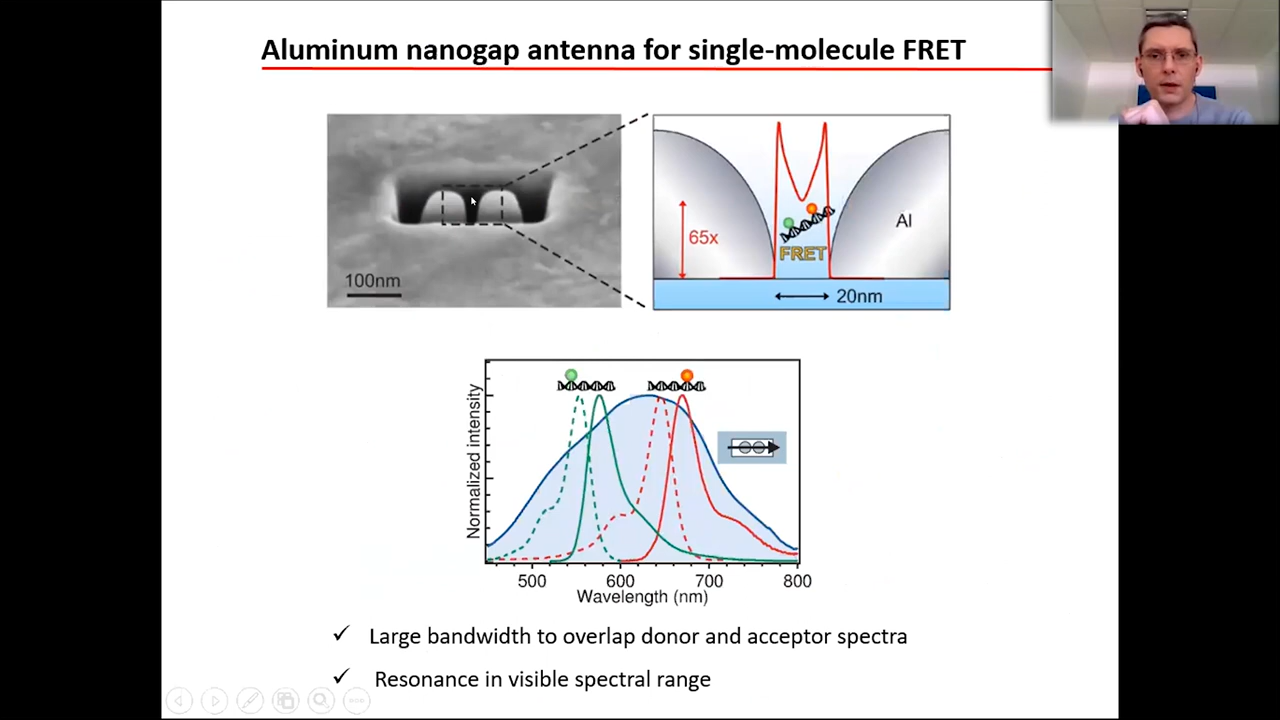 Aluminum nanogap antenna for single-molecule FRET
100nm
65x
FRET
Al
20nm
Normalized intensity
500 600 700 800
Wavelength (nm)
✓ Large bandwidth to overlap donor and acceptor spectra
✓ Resonance in visible spectral range